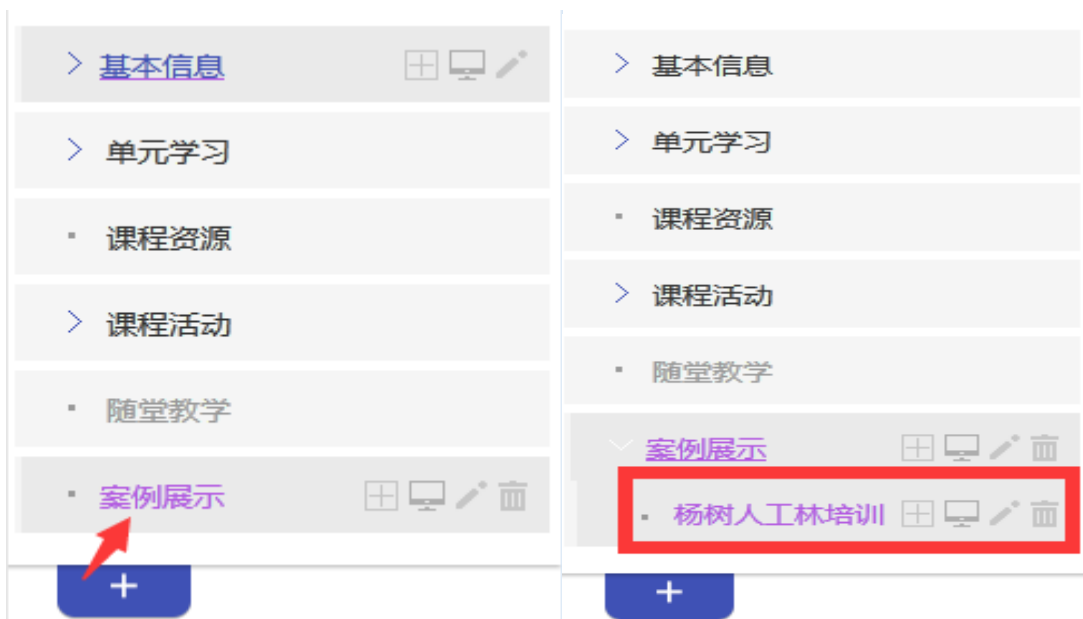 基本信息
单元学习
课程资源
课程活动
随堂教学
案例展示
+
基本信息
单元学习
课程资源
课程活动
随堂教学
案例展示
杨树人工林培训
+